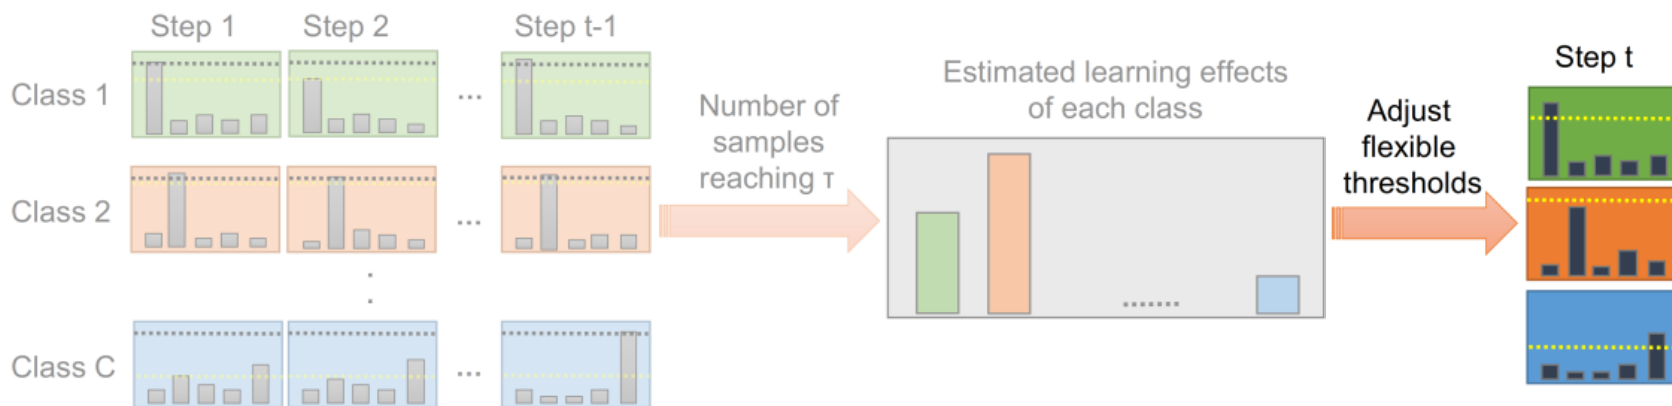 Step 1
Step 2
Step t-1
Class 1
...
Class 2
...
:
Class C
...
Number of
samples
reaching τ
Estimated learning effects
of each class
.......
Adjust
flexible
thresholds
Step t